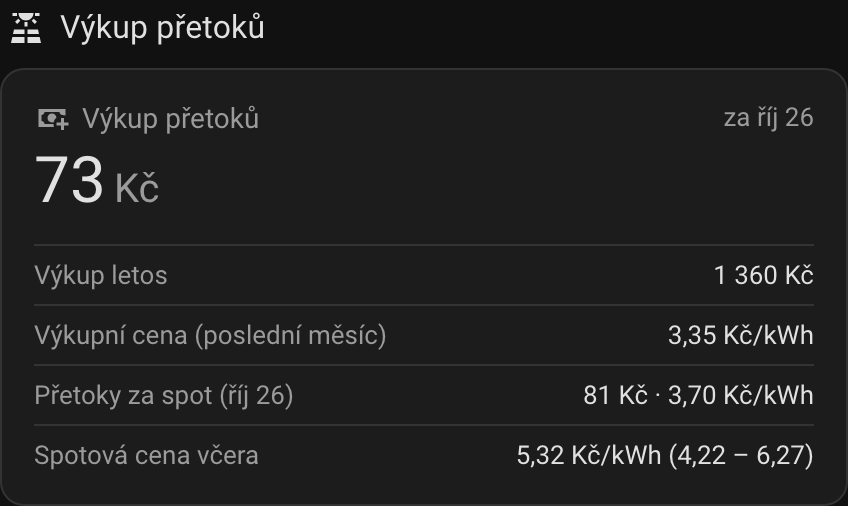 Výkup přetoků
Výkup přetoků za říj 26
73 Kč
Výkup letos 1 360 Kč
Výkupní cena (poslední měsíc) 3,35 Kč/kWh
Přetoky za spot (říj 26) 81 Kč · 3,70 Kč/kWh
Spotová cena včera 5,32 Kč/kWh (4,22 – 6,27)